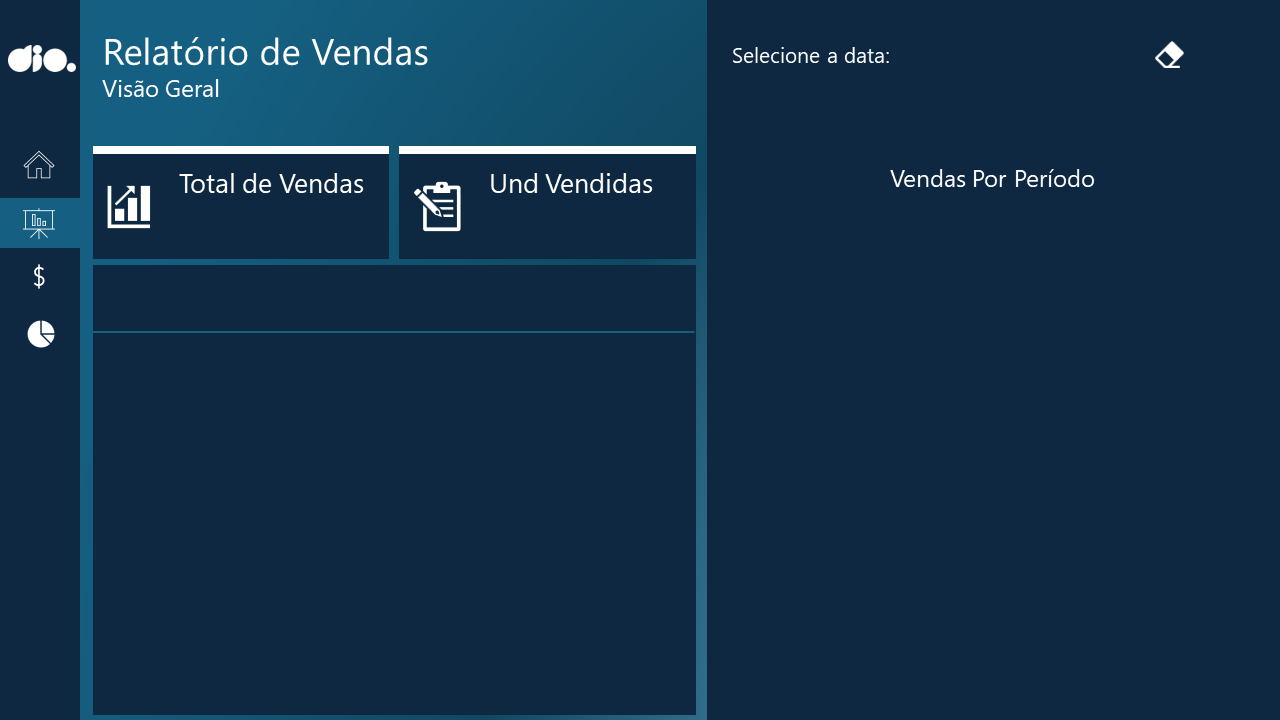 dio.
Relatório de Vendas
Visão Geral
Selecione a data:
Total de Vendas
Und Vendidas
Vendas Por Período
$